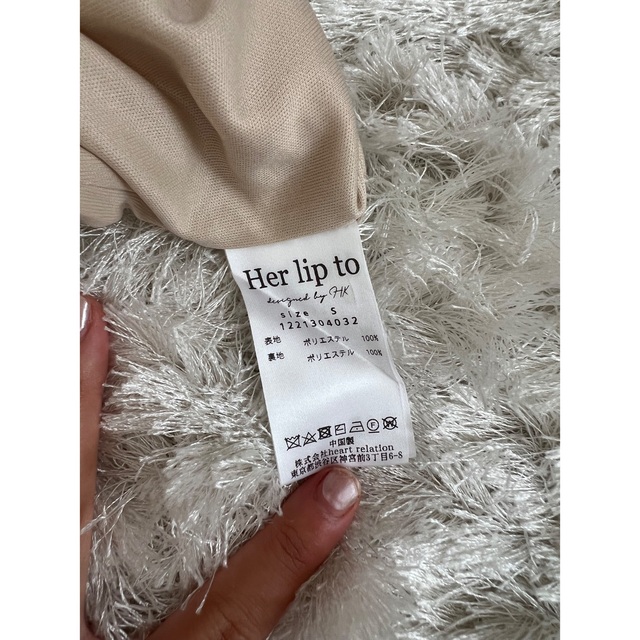 Her lip to
designed by HK
size S
1221304032
表地 ポリエステル 100%
裏地 ポリエステル 100%
中国製
株式会社heart relation
東京都渋谷区神宮前3丁目6-8